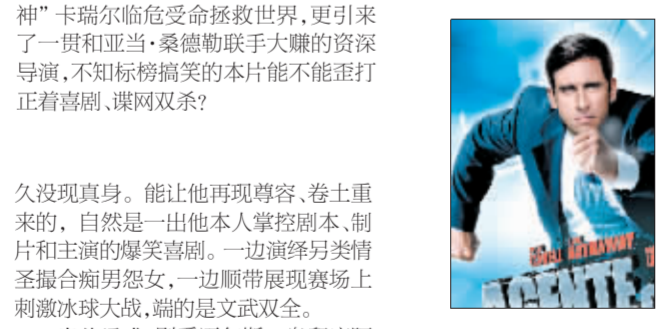 神”卡瑞尔临危受命拯救世界,更引来
了一贯和亚当·桑德勒联手大赚的资深
导演,不知标榜搞笑的本片能不能歪打
正着喜剧、谍网双杀?
久没现真身。能让他再现尊容、卷土重
来的,自然是一出他本人掌控剧本、制
片和主演的爆笑喜剧。一边演绎另类情
圣撮合痴男怨女,一边顺带展现赛场上
刺激冰球大战,端的是文武双全。
HATHAWAY
AGENTE